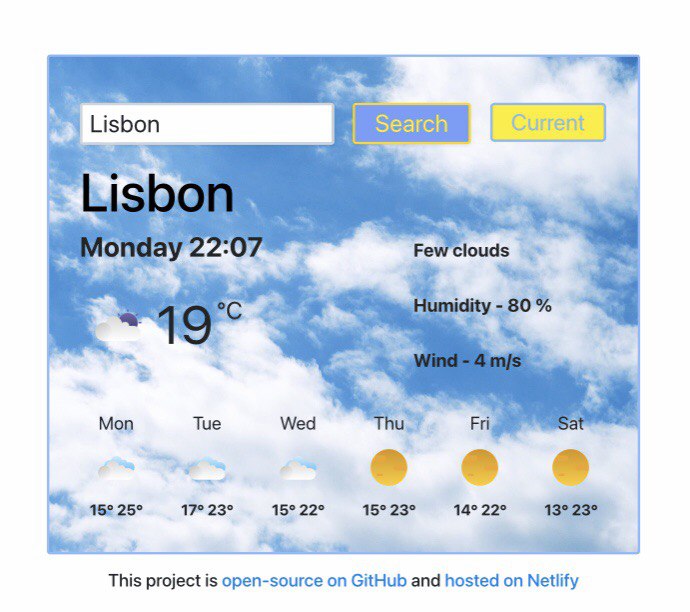 Lisbon Search Current
Lisbon
Monday 22:07
Few clouds
19 °C
Humidity - 80 %
Wind - 4 m/s
Mon Tue Wed Thu Fri Sat
15° 25° 17° 23° 15° 22° 15° 23° 14° 22° 13° 23°
This project is open-source on GitHub and hosted on Netlify